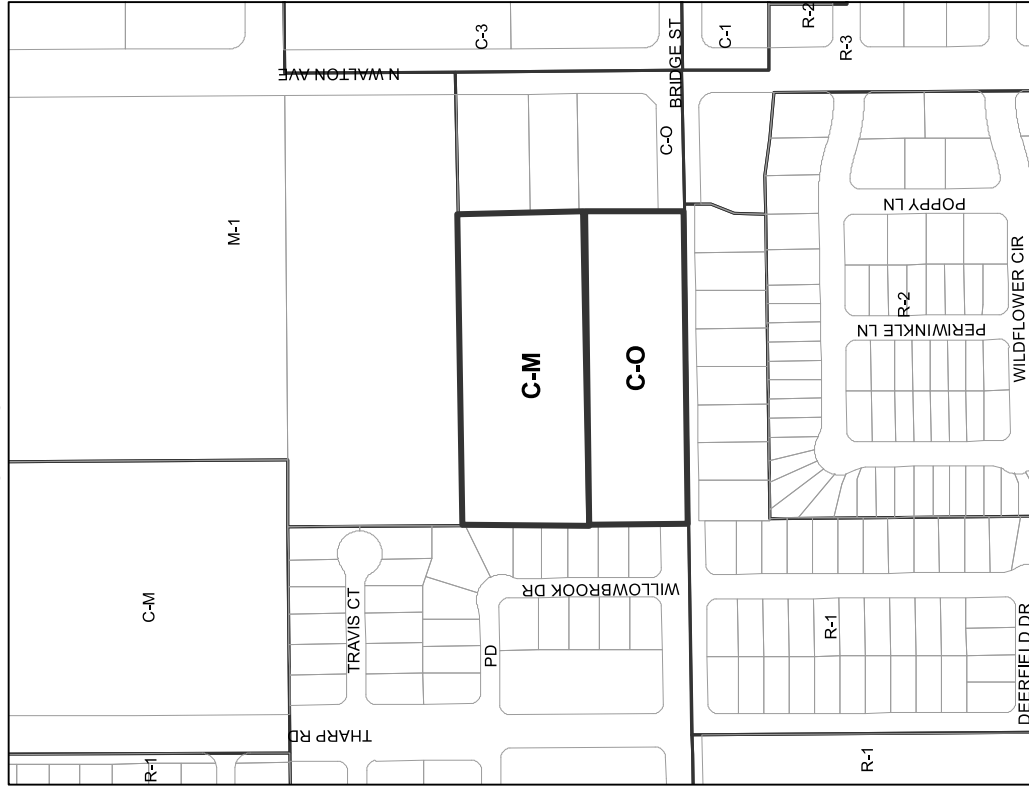 C-3
C-1
R-2
R-3
N WALTON AVE
BRIDGE ST
C-O
M-1
POPPY LN
C-M
C-O
R-2
PERIWINKLE LN
WILDFLOWER CIR
C-M
TRAVIS CT
WILLOWBROOK DR
PD
R-1
DEERFIELD DR
THARP RD
R-1
R-1